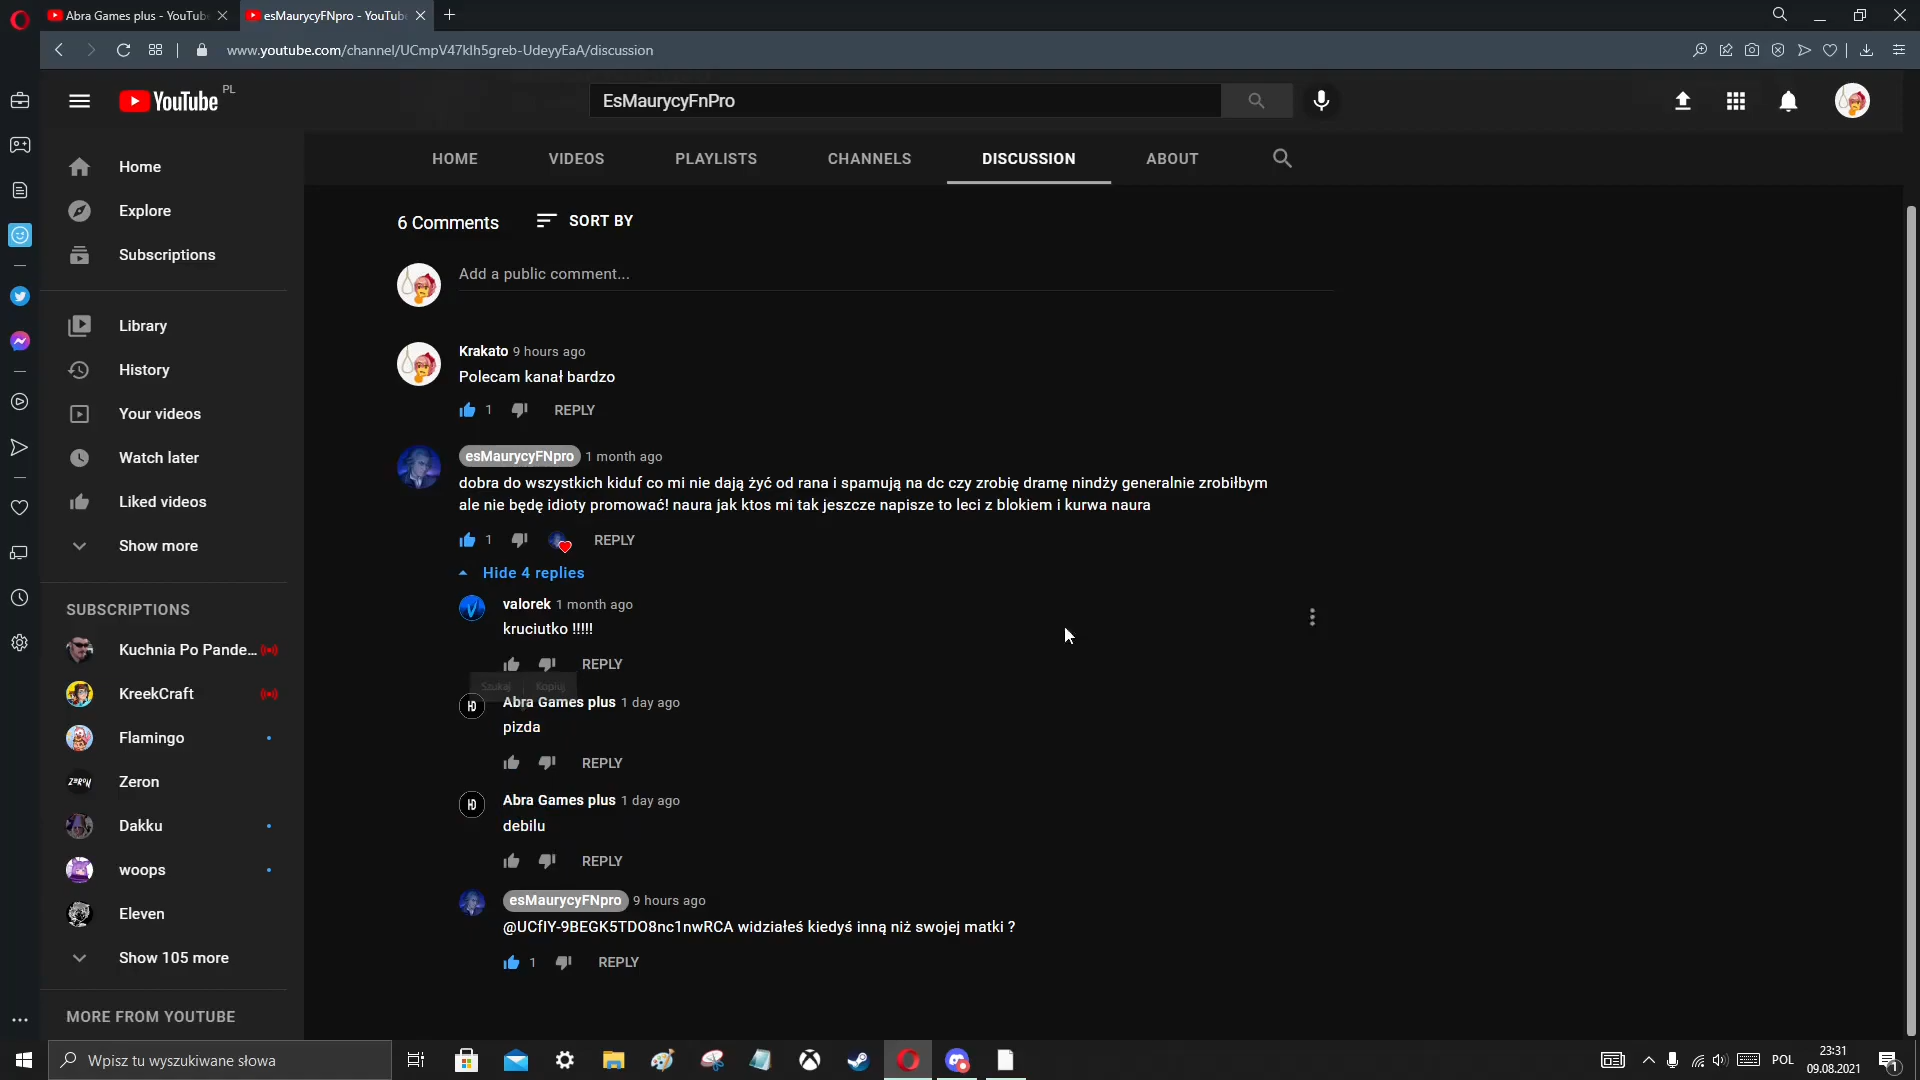 Abra Games plus - YouTub
esMaurycyFNpro - YouTub
www.youtube.com/channel/UCmpV47klh5greb-UdeyyEaA/discussion
YouTube PL
EsMaurycyFnPro
HOME VIDEOS PLAYLISTS CHANNELS DISCUSSION ABOUT
Home
Explore
Subscriptions
Library
History
Your videos
Watch later
Liked videos
Show more
SUBSCRIPTIONS
Kuchnia Po Pande...
KreekCraft
Flamingo
ZERON Zeron
Dakku
woops
Eleven
Show 105 more
MORE FROM YOUTUBE
6 Comments SORT BY
Add a public comment...
Krakato 9 hours ago
Polecam kanał bardzo
1 REPLY
esMaurycyFNpro 1 month ago
dobra do wszystkich kiduf co mi nie dają żyć od rana i spamują na dc czy zrobię dramę nindży generalnie zrobiłbym
ale nie będę idioty promować! naura jak ktos mi tak jeszcze napisze to leci z blokiem i kurwa naura
1 REPLY
Hide 4 replies
valorek 1 month ago
kruciutko !!!!!
REPLY
Szukaj Kopiuj
Abra Games plus 1 day ago
pizda
REPLY
Abra Games plus 1 day ago
debilu
REPLY
esMaurycyFNpro 9 hours ago
@UCfIY-9BEGK5TDO8nc1nwRCA widziałeś kiedyś inną niż swojej matki ?
1 REPLY
Wpisz tu wyszukiwane słowa
POL
23:31
09.08.2021
1